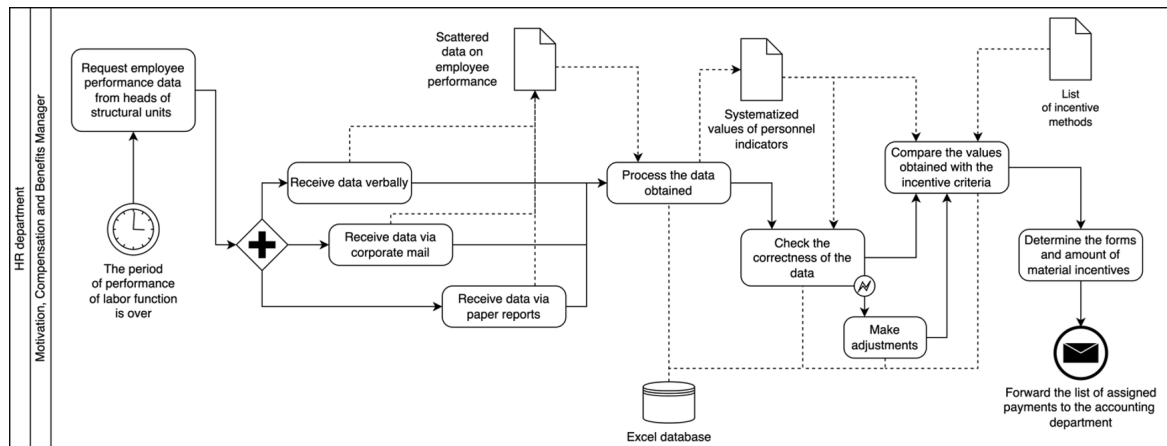 HR department
Motivation, Compensation and Benefits Manager
Request employee
performance data
from heads of
structural units
The period
of performance
of labor function
is over
Receive data verbally
Receive data via
corporate mail
Receive data via
paper reports
Scattered
data on
employee
performance
Process the data
obtained
Systematized
values of personnel
indicators
Check the
correctness of the
data
Make
adjustments
Excel database
List
of incentive
methods
Compare the values
obtained with the
incentive criteria
Determine the forms
and amount of
material incentives
Forward the list of assigned
payments to the accounting
department